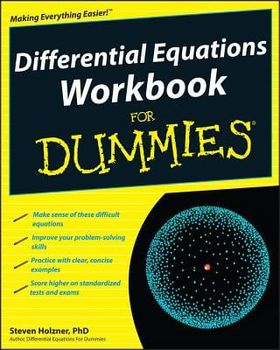 Making Everything Easier!™
Differential Equations
Workbook
FOR
DUMMIES®
Make sense of these difficult
equations
Improve your problem-solving
skills
Practice with clear, concise
examples
Score higher on standardized
tests and exams
Steven Holzner, PhD
Author, Differential Equations For Dummies